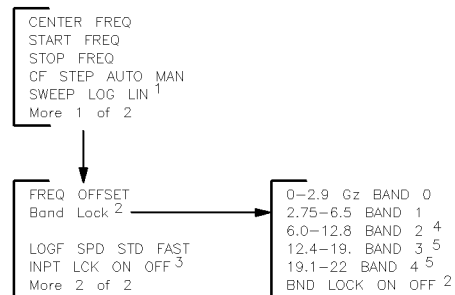 CENTER FREQ
START FREQ
STOP FREQ
CF STEP AUTO MAN
SWEEP LOG LIN 1
More 1 of 2
FREQ OFFSET
Band Lock 2
LOGF SPD STD FAST
INPT LCK ON OFF 3
More 2 of 2
0-2.9 Gz BAND 0
2.75-6.5 BAND 1
6.0-12.8 BAND 2 4
12.4-19. BAND 3 5
19.1-22 BAND 4 5
BND LOCK ON OFF 2